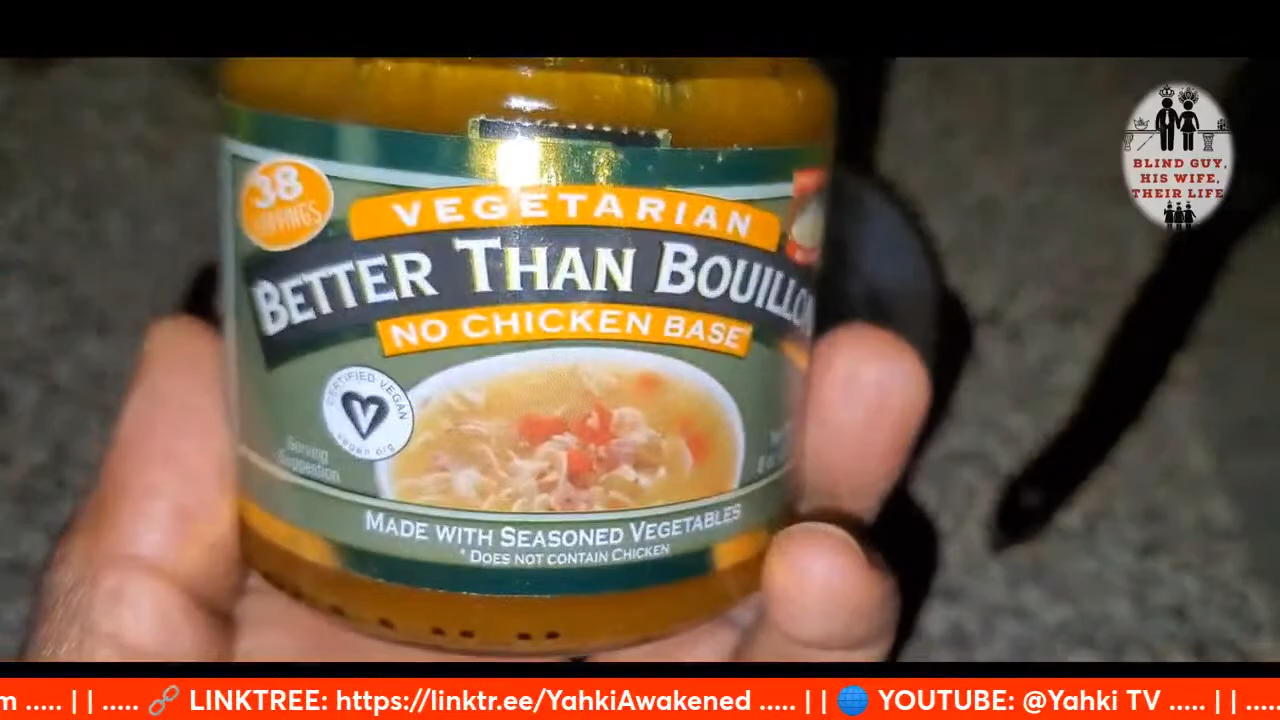 38
SERVINGS
VEGETARIAN
BETTER THAN BOUILLON
NO CHICKEN BASE*
CERTIFIED VEGAN
vegan.org
Serving
Suggestion
MADE WITH SEASONED VEGETABLES
* DOES NOT CONTAIN CHICKEN
BLIND GUY,
HIS WIFE,
THEIR LIFE
m ..... | | ..... 🔗 LINKTREE: https://linktr.ee/YahkiAwakened ..... | | 🌐 YOUTUBE: @Yahki TV ..... | | ....